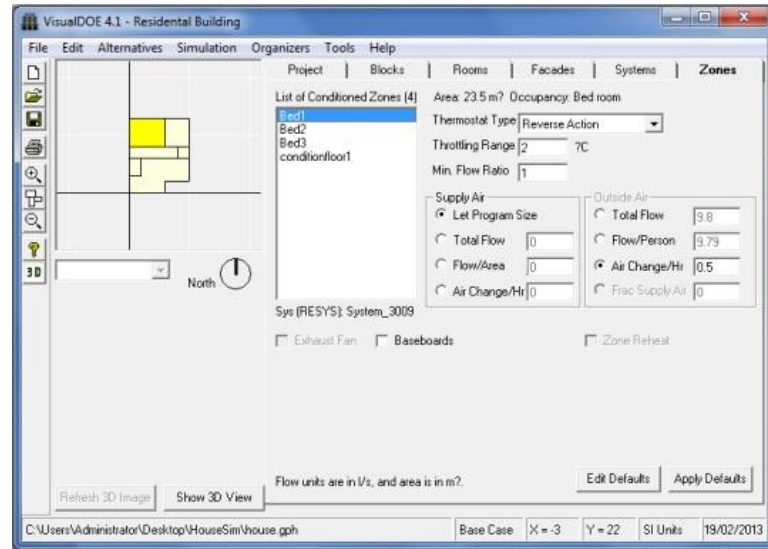 VisualDOE 4.1 - Residental Building
File Edit Alternatives Simulation Organizers Tools Help
Project | Blocks | Rooms | Facades | Systems | Zones
List of Conditioned Zones (4)
Bed1
Bed2
Bed3
conditionfloor1
Area: 23.5 m? Occupancy: Bed room
Thermostat Type Reverse Action
Throttling Range 2 ?C
Min. Flow Ratio 1
Supply Air
Let Program Size
Total Flow 0
Flow/Area 0
Air Change/Hr 0
Outside Air
Total Flow 9.8
Flow/Person 9.79
Air Change/Hr 0.5
Frac Supply Air 0
3D
North
Sys (RESYS): System_3009
Exhaust Fan Baseboards Zone Reheat
Flow units are in l/s, and area is in m?.
Edit Defaults Apply Defaults
Refresh 3D Image Show 3D View
C:\Users\Administrator\Desktop\HouseSim\house.gph Base Case X = -3 Y = 22 SI Units 19/02/2013